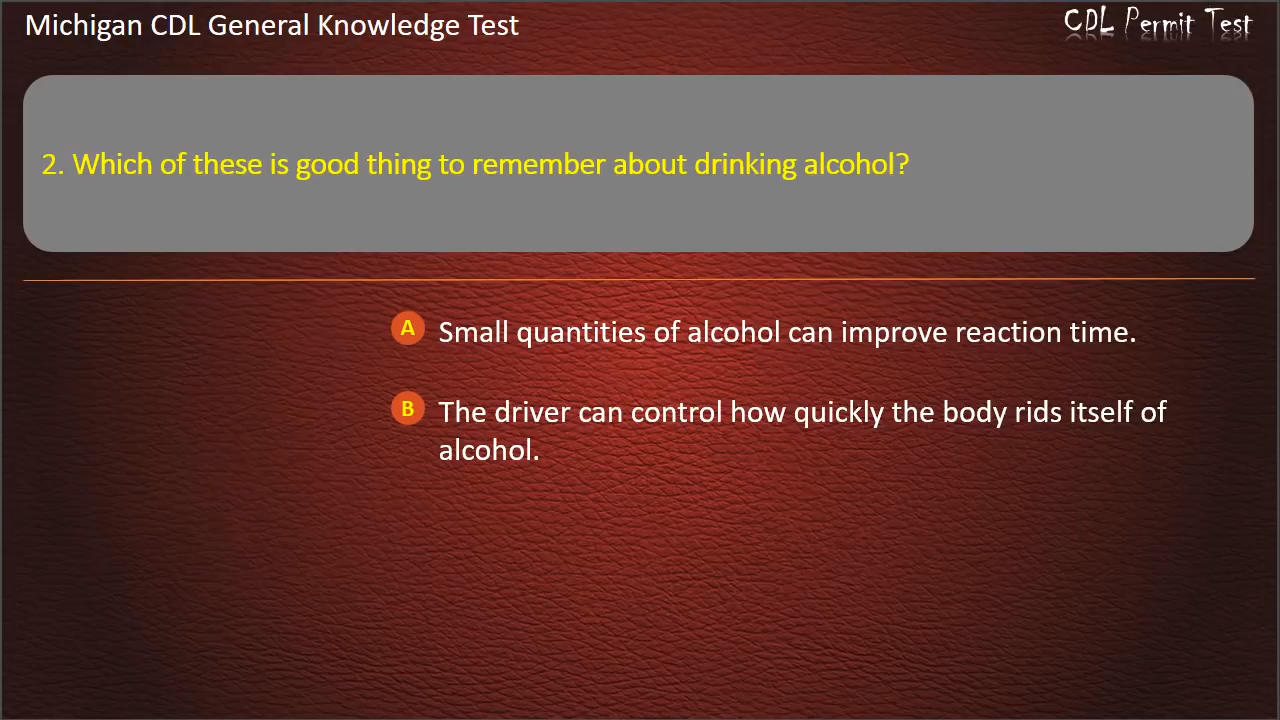 Michigan CDL General Knowledge Test
CDL Permit Test
2. Which of these is good thing to remember about drinking alcohol?
A Small quantities of alcohol can improve reaction time.
B The driver can control how quickly the body rids itself of
alcohol.